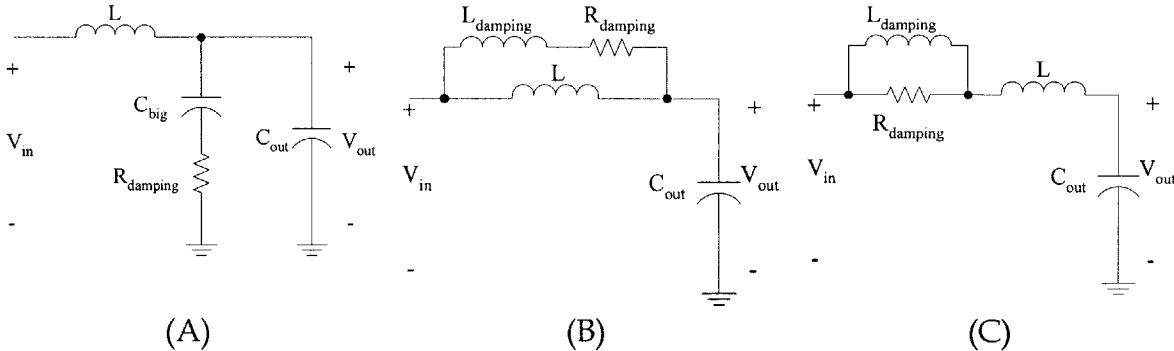 L
+
+
C_big
V_in
C_out
V_out
R_damping
-
-
(A)
L_damping
R_damping
L
+
+
V_in
C_out
V_out
-
-
(B)
L_damping
L
+
+
R_damping
V_in
C_out
V_out
-
-
(C)